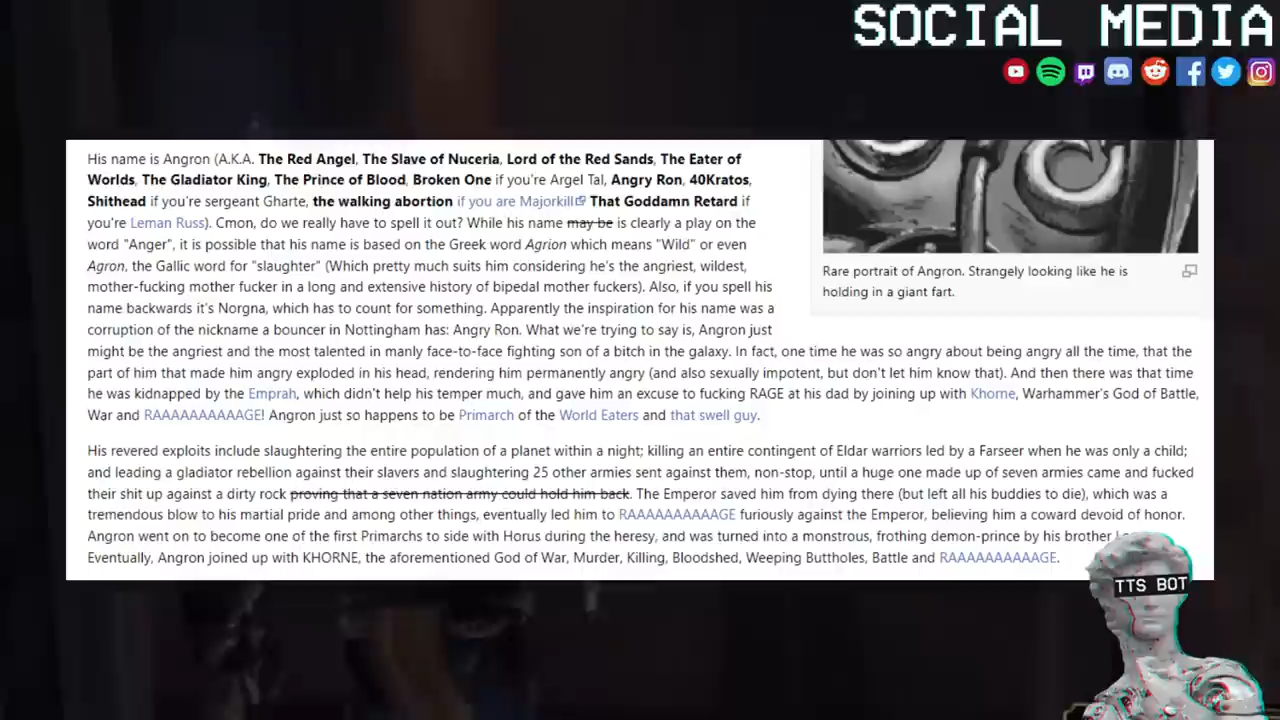 SOCIAL MEDIA
His name is Angron (A.K.A. The Red Angel, The Slave of Nuceria, Lord of the Red Sands, The Eater of
Worlds, The Gladiator King, The Prince of Blood, Broken One if you're Argel Tal, Angry Ron, 40Kratos,
Shithead if you're sergeant Gharte, the walking abortion if you are Majorkill That Goddamn Retard if
you're Leman Russ). Cmon, do we really have to spell it out? While his name may be is clearly a play on the
word "Anger", it is possible that his name is based on the Greek word Agrion which means "Wild" or even
Agron, the Gallic word for "slaughter" (Which pretty much suits him considering he's the angriest, wildest,
mother-fucking mother fucker in a long and extensive history of bipedal mother fuckers). Also, if you spell his
name backwards it's Norgna, which has to count for something. Apparently the inspiration for his name was a
corruption of the nickname a bouncer in Nottingham has: Angry Ron. What we're trying to say is, Angron just
might be the angriest and the most talented in manly face-to-face fighting son of a bitch in the galaxy. In fact, one time he was so angry about being angry all the time, that the
part of him that made him angry exploded in his head, rendering him permanently angry (and also sexually impotent, but don't let him know that). And then there was that time
he was kidnapped by the Emprah, which didn't help his temper much, and gave him an excuse to fucking RAGE at his dad by joining up with Khorne, Warhammer's God of Battle,
War and RAAAAAAAAAAGE! Angron just so happens to be Primarch of the World Eaters and that swell guy.
Rare portrait of Angron. Strangely looking like he is
holding in a giant fart.
His revered exploits include slaughtering the entire population of a planet within a night; killing an entire contingent of Eldar warriors led by a Farseer when he was only a child;
and leading a gladiator rebellion against their slavers and slaughtering 25 other armies sent against them, non-stop, until a huge one made up of seven armies came and fucked
their shit up against a dirty rock proving that a seven nation army could hold him back. The Emperor saved him from dying there (but left all his buddies to die), which was a
tremendous blow to his martial pride and among other things, eventually led him to RAAAAAAAAAAGE furiously against the Emperor, believing him a coward devoid of honor.
Angron went on to become one of the first Primarchs to side with Horus during the heresy, and was turned into a monstrous, frothing demon-prince by his brother
Eventually, Angron joined up with KHORNE, the aforementioned God of War, Murder, Killing, Bloodshed, Weeping Buttholes, Battle and RAAAAAAAAAAGE.
TTS BOT